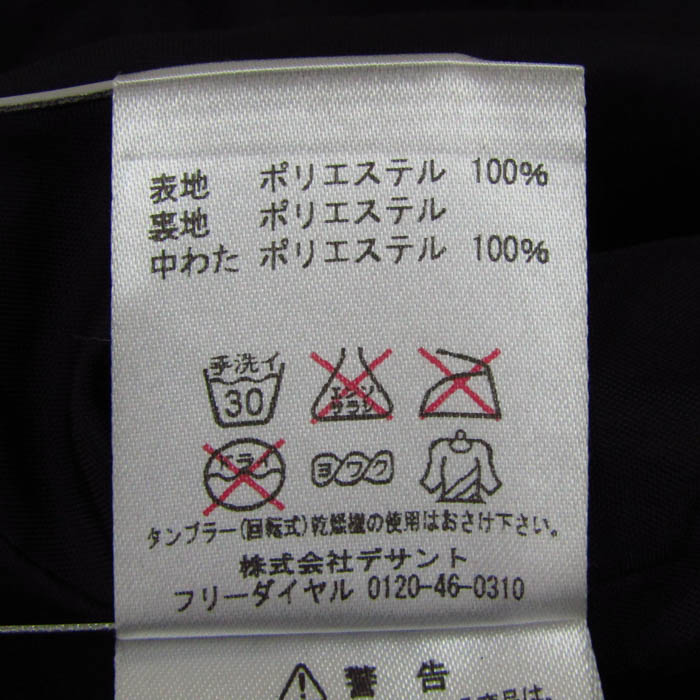 表地 ポリエステル 100%
裏地 ポリエステル
中わた ポリエステル 100%
手洗イ
30
エンソ
サラシ
ドライ
ヨワク
タンブラー(回転式)乾燥機の使用はおさけ下さい。
株式会社デサント
フリーダイヤル 0120-46-0310
警告